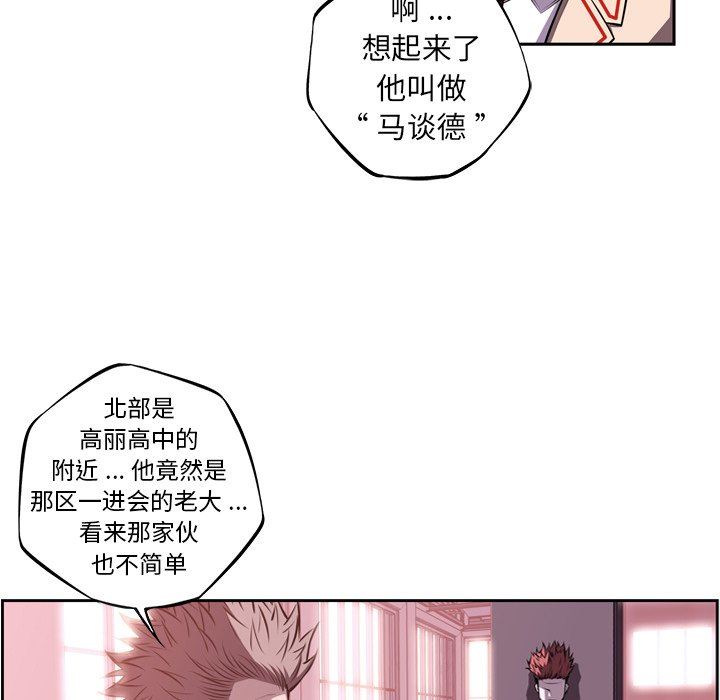 啊 ...
想起来了
他叫做
“ 马谈德 ”
北部是
高丽高中的
附近 ... 他竟然是
那区一进会的老大 ...
看来那家伙
也不简单